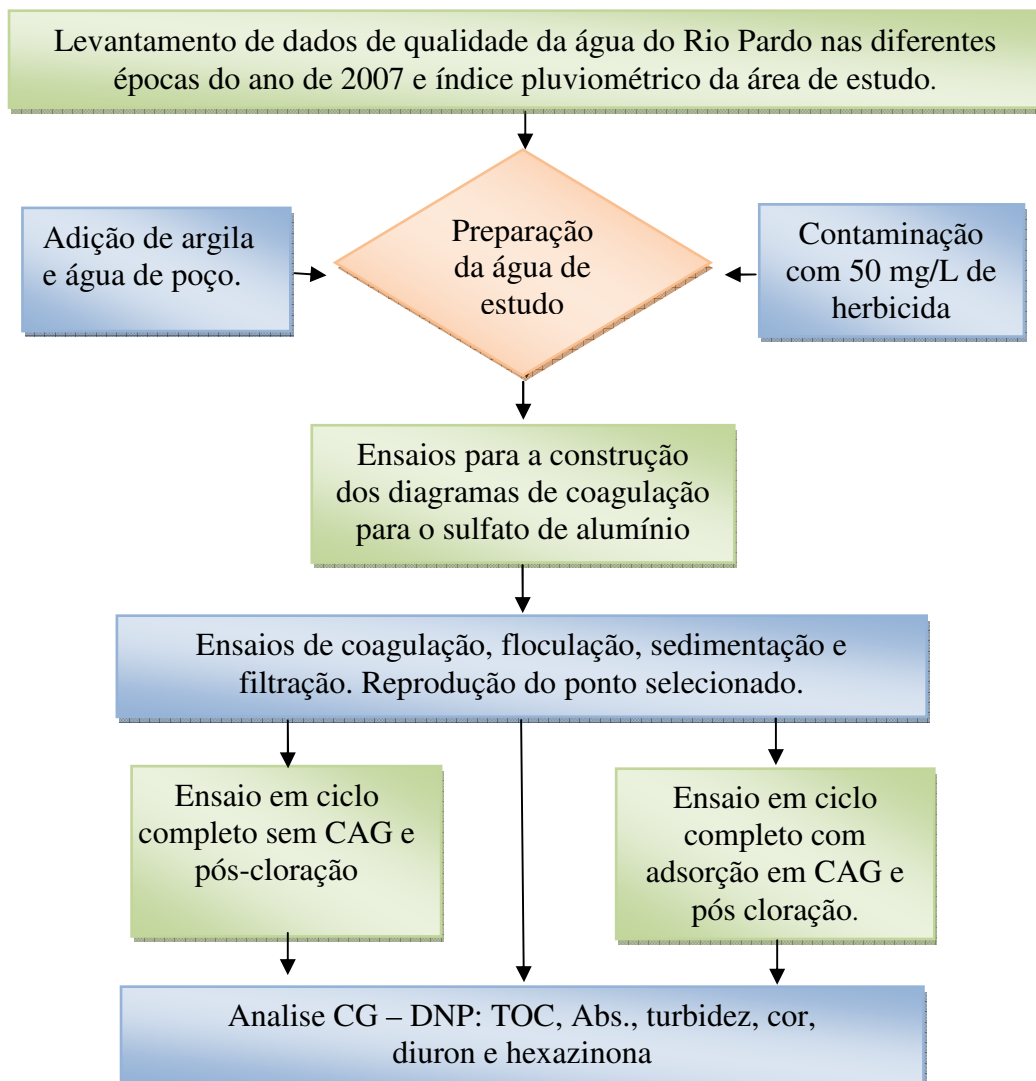 Levantamento de dados de qualidade da água do Rio Pardo nas diferentes
épocas do ano de 2007 e índice pluviométrico da área de estudo.
Adição de argila
e água de poço.
Preparação
da água de
estudo
Contaminação
com 50 mg/L de
herbicida
Ensaios para a construção
dos diagramas de coagulação
para o sulfato de alumínio
Ensaios de coagulação, floculação, sedimentação e
filtração. Reprodução do ponto selecionado.
Ensaio em ciclo
completo sem CAG e
pós-cloração
Ensaio em ciclo
completo com
adsorção em CAG e
pós cloração.
Analise CG – DNP: TOC, Abs., turbidez, cor,
diuron e hexazinona